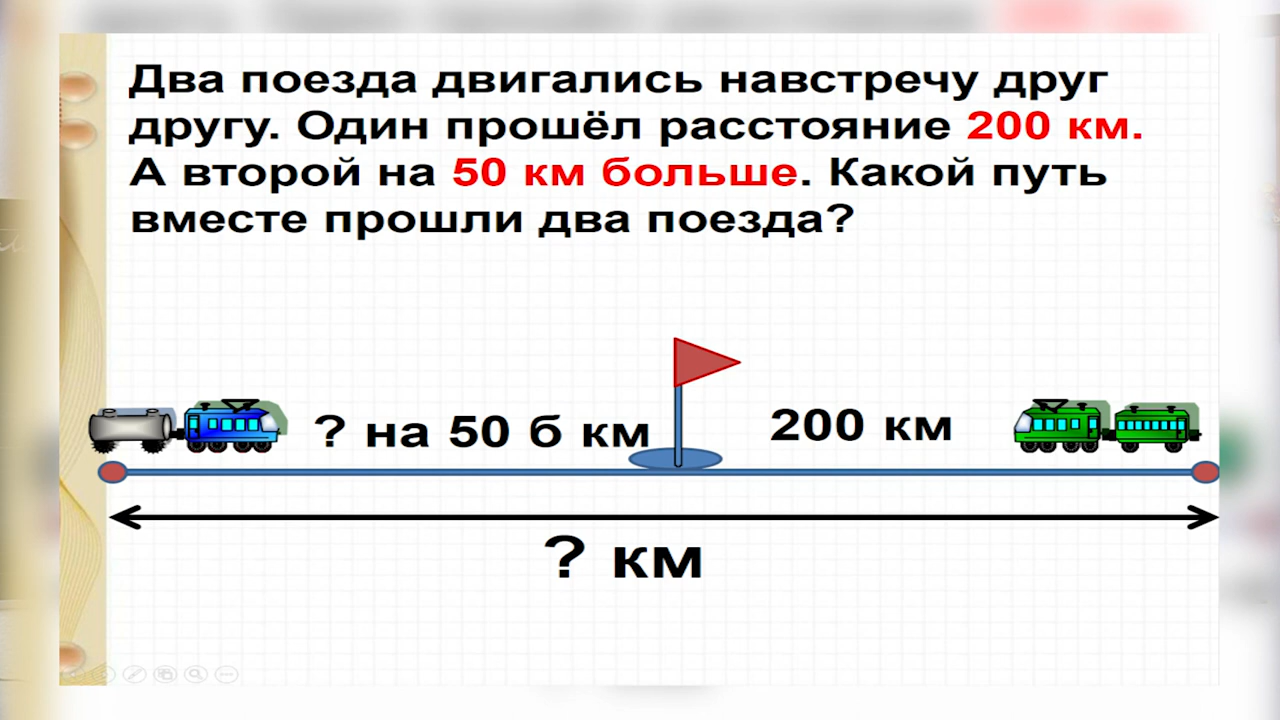 Два поезда двигались навстречу друг
другу. Один прошёл расстояние 200 км.
А второй на 50 км больше. Какой путь
вместе прошли два поезда?
? на 50 б км
200 км
? км